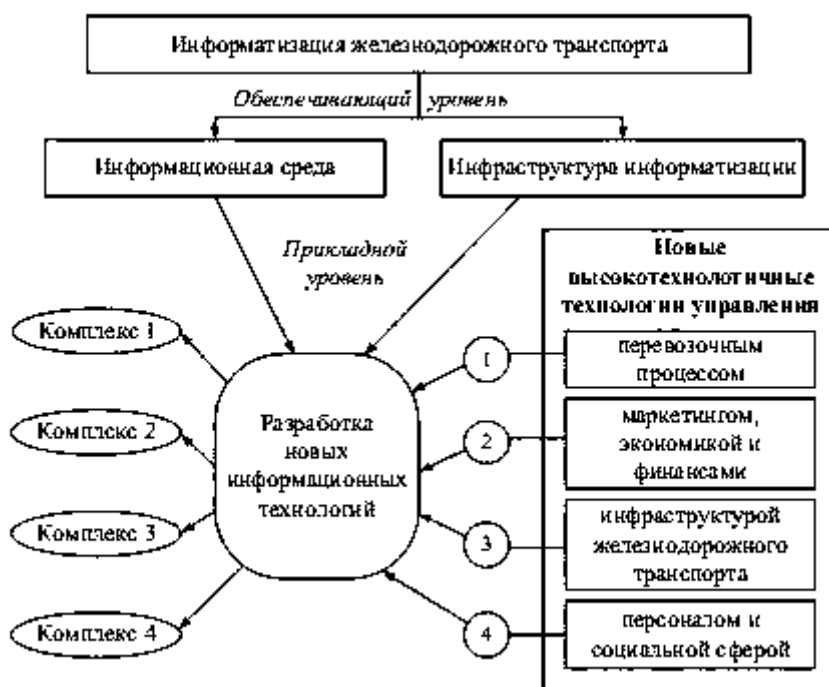 Информатизация железнодорожного транспорта
Обеспечивающий уровень
Информационная среда
Инфраструктура информатизации
Прикладной
уровень
Новые
высокотехнологичные
технологии управления
Комплекс 1
Комплекс 2
Комплекс 3
Комплекс 4
Разработка
новых
информационных
технологий
1
перевозочным
процессом
2
маркетингом,
экономикой и
финансами
3
инфраструктурой
железнодорожного
транспорта
4
персоналом и
социальной сферой